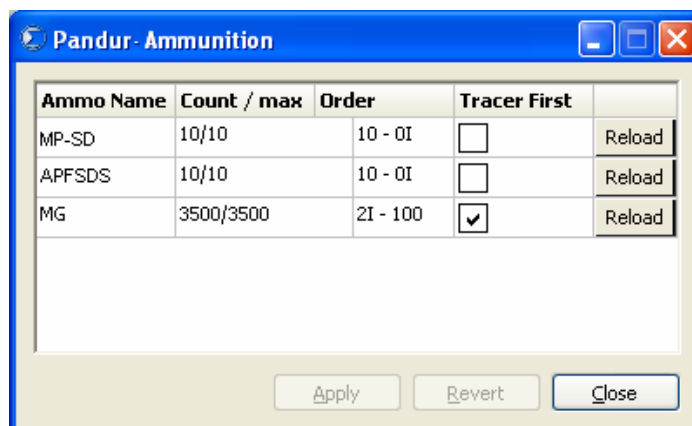 Pandur- Ammunition
Ammo Name Count / max Order Tracer First
MP-SD 10/10 10 - 0I Reload
APFSDS 10/10 10 - 0I Reload
MG 3500/3500 2I - 100 Reload
Apply Revert Close